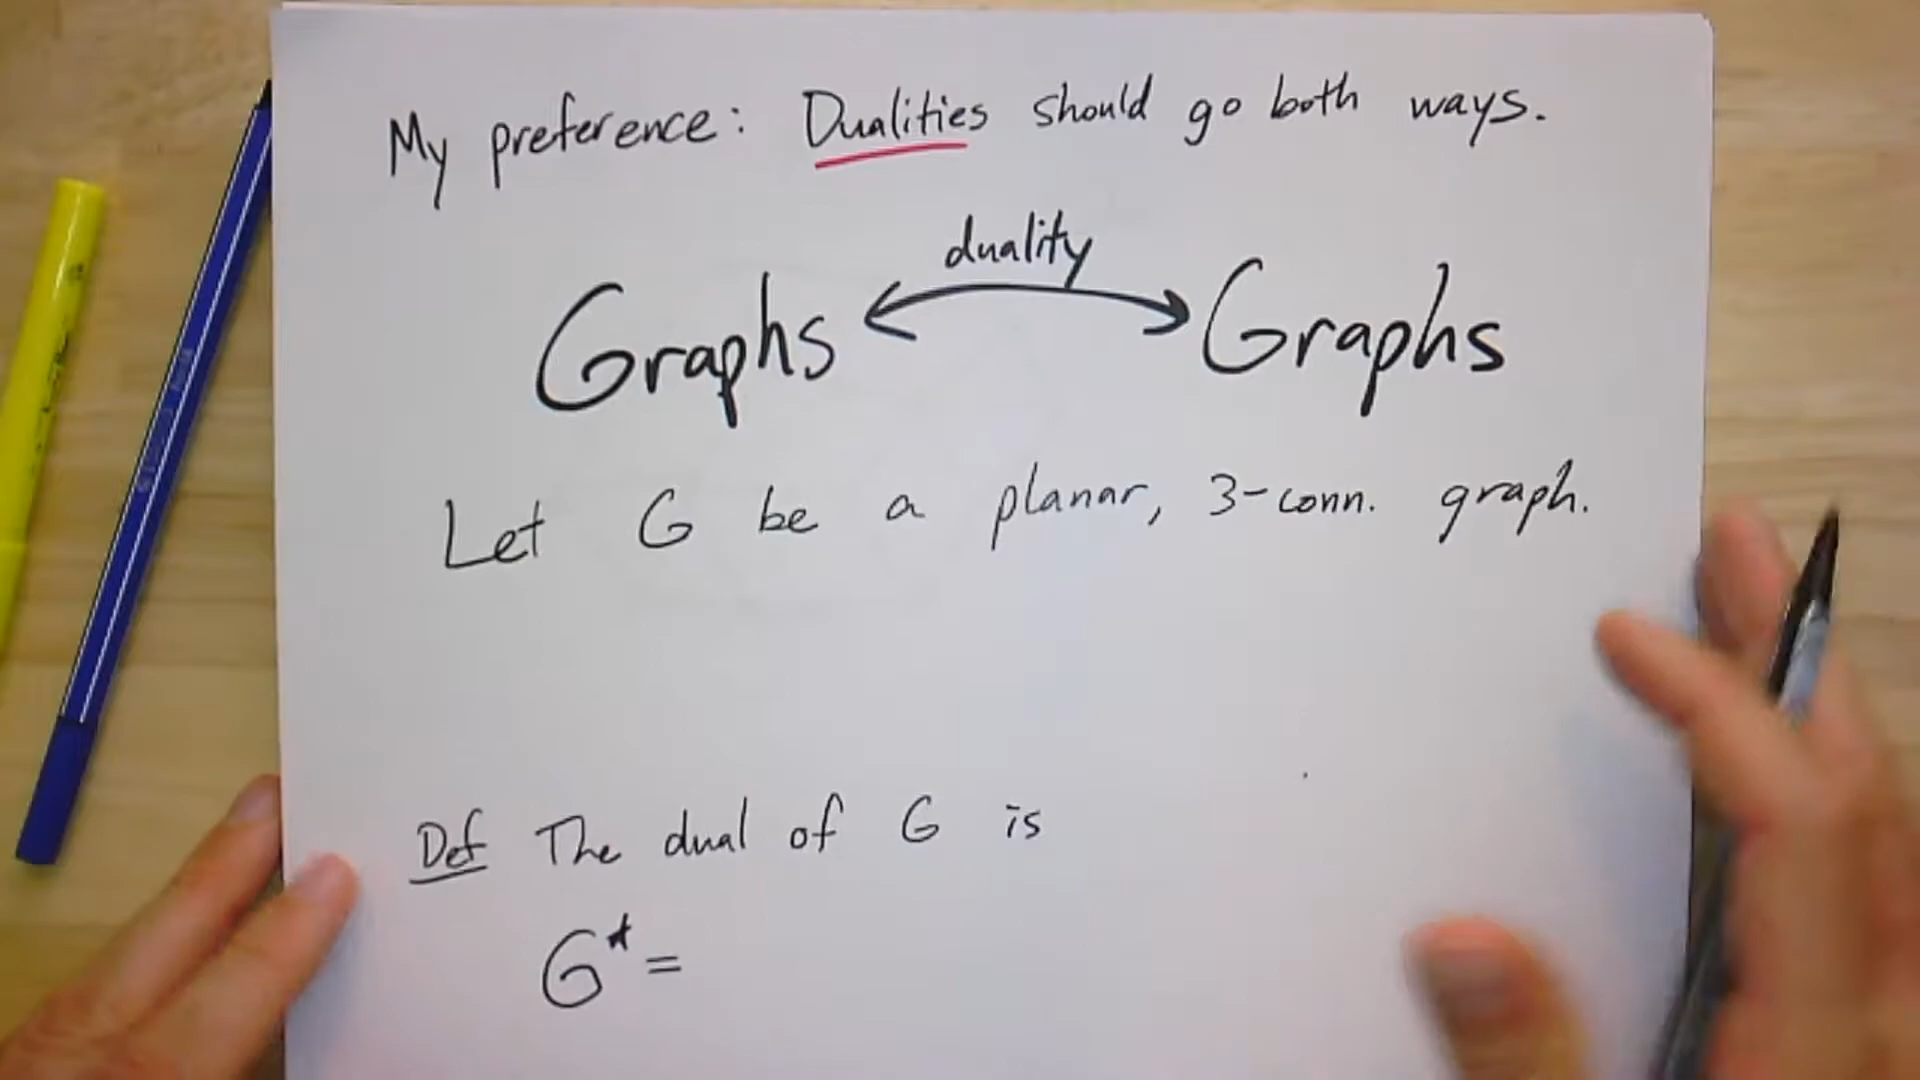 My preference: Dualities should go both ways.
duality
Graphs Graphs
Let G be a planar, 3-conn. graph.
Def The dual of G is
G* =